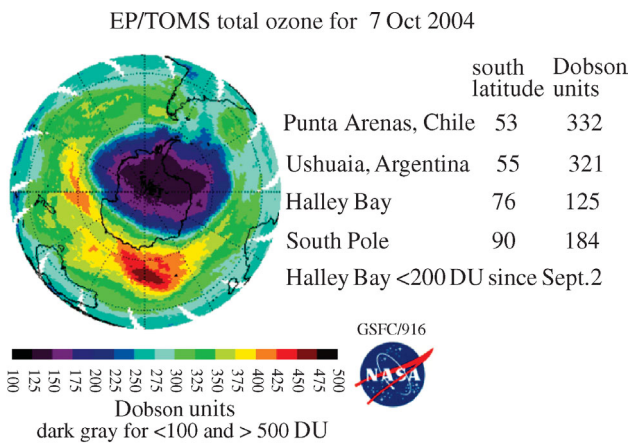 EP/TOMS total ozone for 7 Oct 2004
south Dobson
latitude units
Punta Arenas, Chile 53 332
Ushuaia, Argentina 55 321
Halley Bay 76 125
South Pole 90 184
Halley Bay <200 DU since Sept.2
GSFC/916
NASA
100 125 150 175 200 225 250 275 300 325 350 375 400 425 450 475 500
Dobson units
dark gray for <100 and > 500 DU